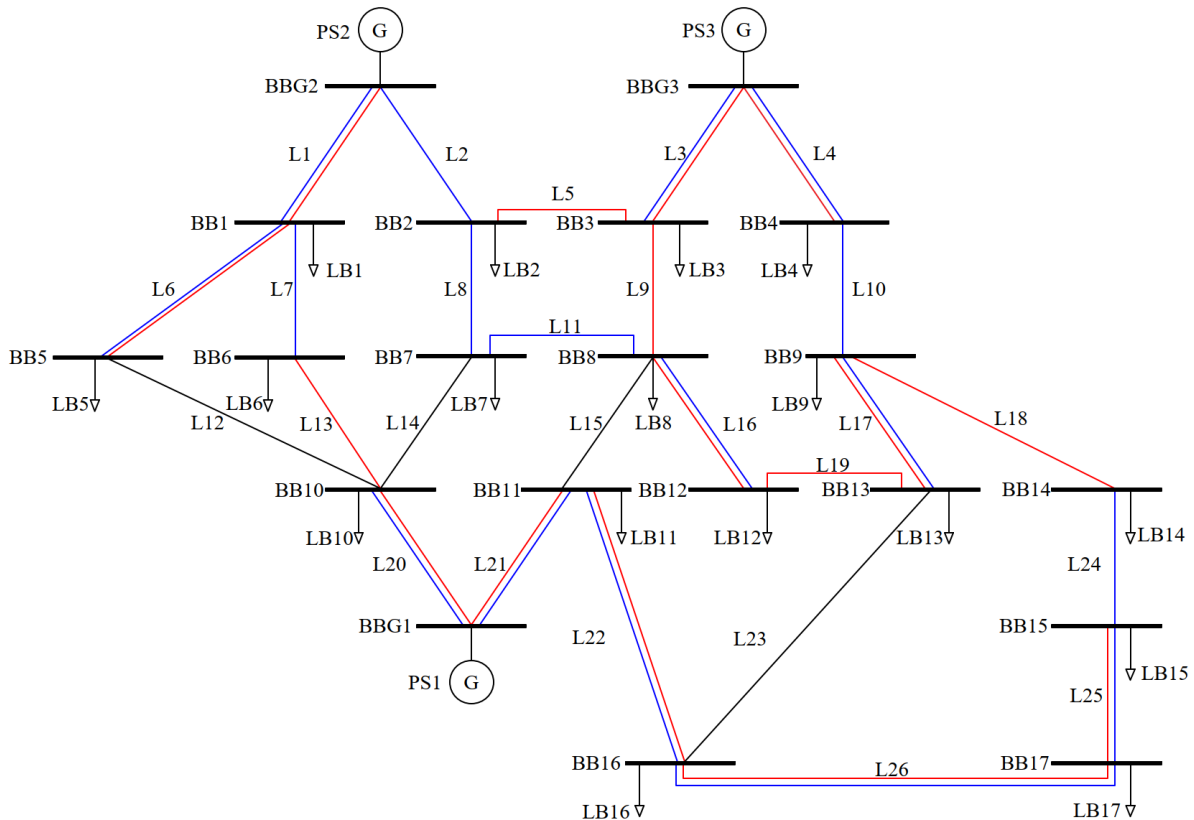 PS2 G PS3 G
BBG2 BBG3
L1 L2 L3 L4
L5
BB1 BB2 BB3 BB4
LB1 LB2 LB3 LB4
L6 L7 L8 L9 L10
L11
BB5 BB6 BB7 BB8 BB9
LB5 LB6 LB7 LB8 LB9
L12 L13 L14 L15 L16 L17 L18
L19
BB10 BB11 BB12 BB13 BB14
LB10 LB11 LB12 LB13 LB14
L20 L21 L24
BBG1 BB15
L22 L23
PS1 G LB15
L25
BB16 L26 BB17
LB16 LB17